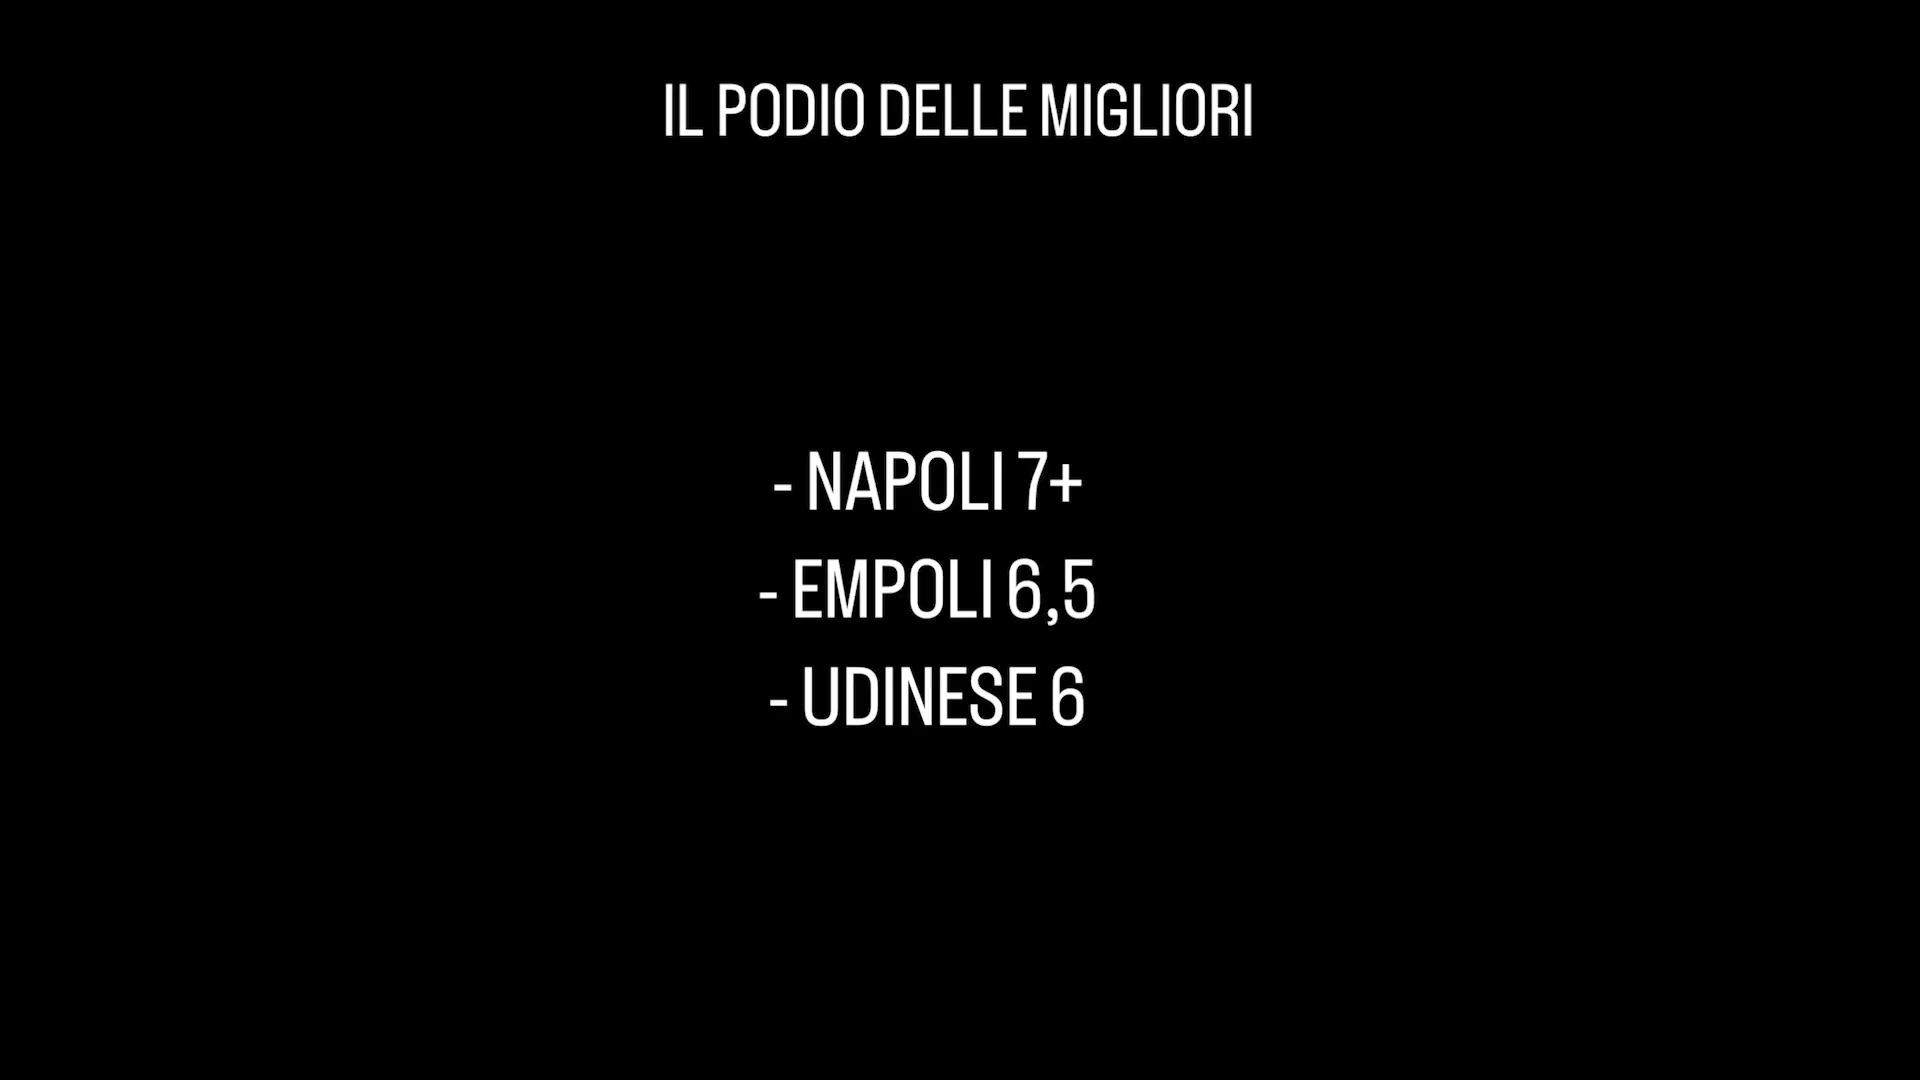 IL PODIO DELLE MIGLIORI
- NAPOLI 7+
- EMPOLI 6,5
- UDINESE 6